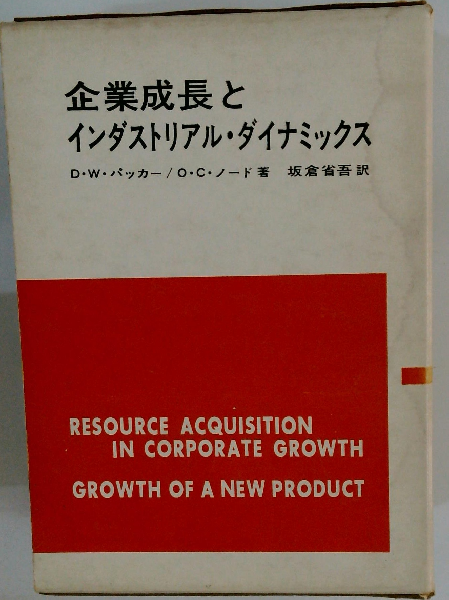 企業成長と
インダストリアル・ダイナミックス
D・W・パッカー/O・C・ノード著 坂倉省吾訳
RESOURCE ACQUISITION
IN CORPORATE GROWTH
GROWTH OF A NEW PRODUCT